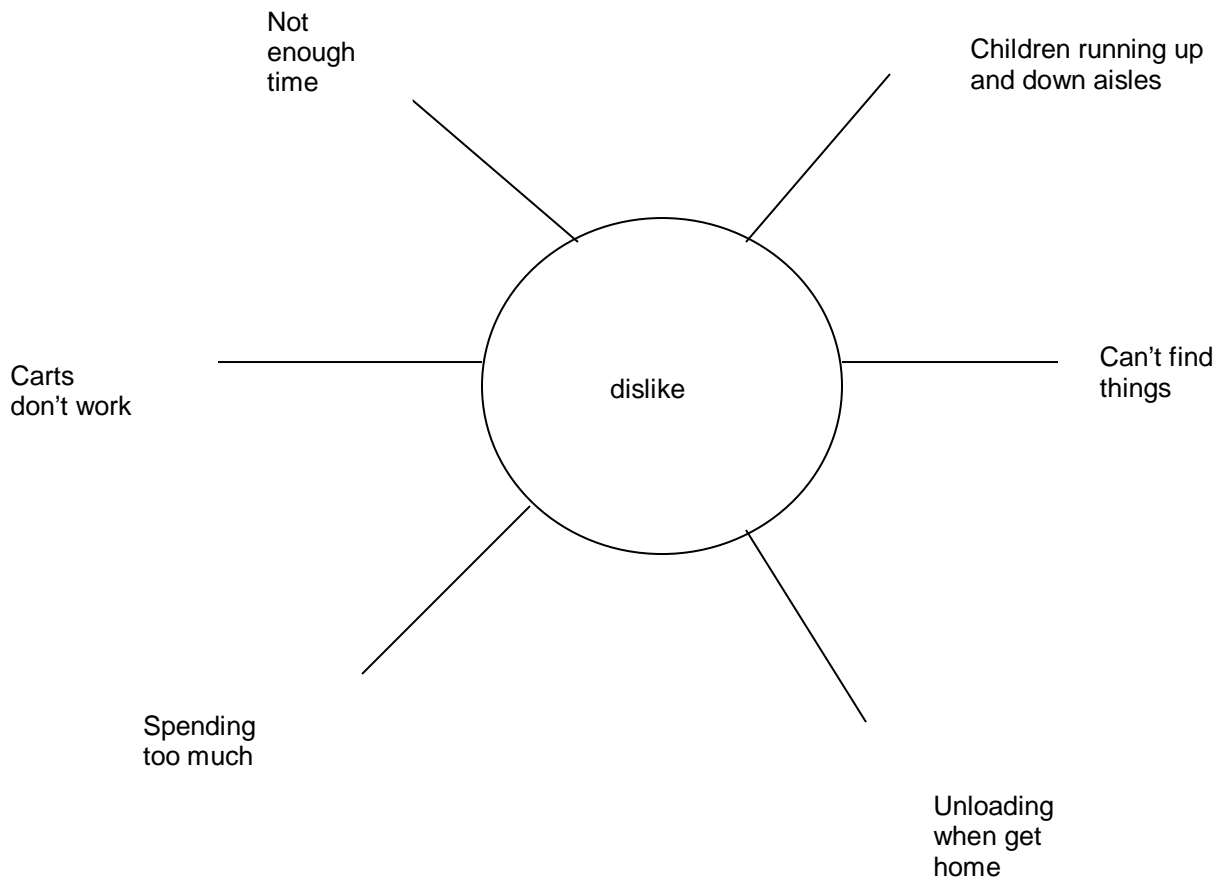 Not
enough
time
Children running up
and down aisles
Carts
don’t work
dislike
Can’t find
things
Spending
too much
Unloading
when get
home